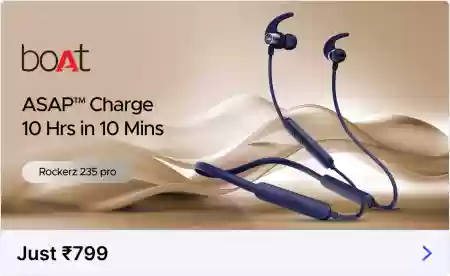 boAt
ASAP™ Charge
10 Hrs in 10 Mins
Rockerz 235 pro
Just ₹799